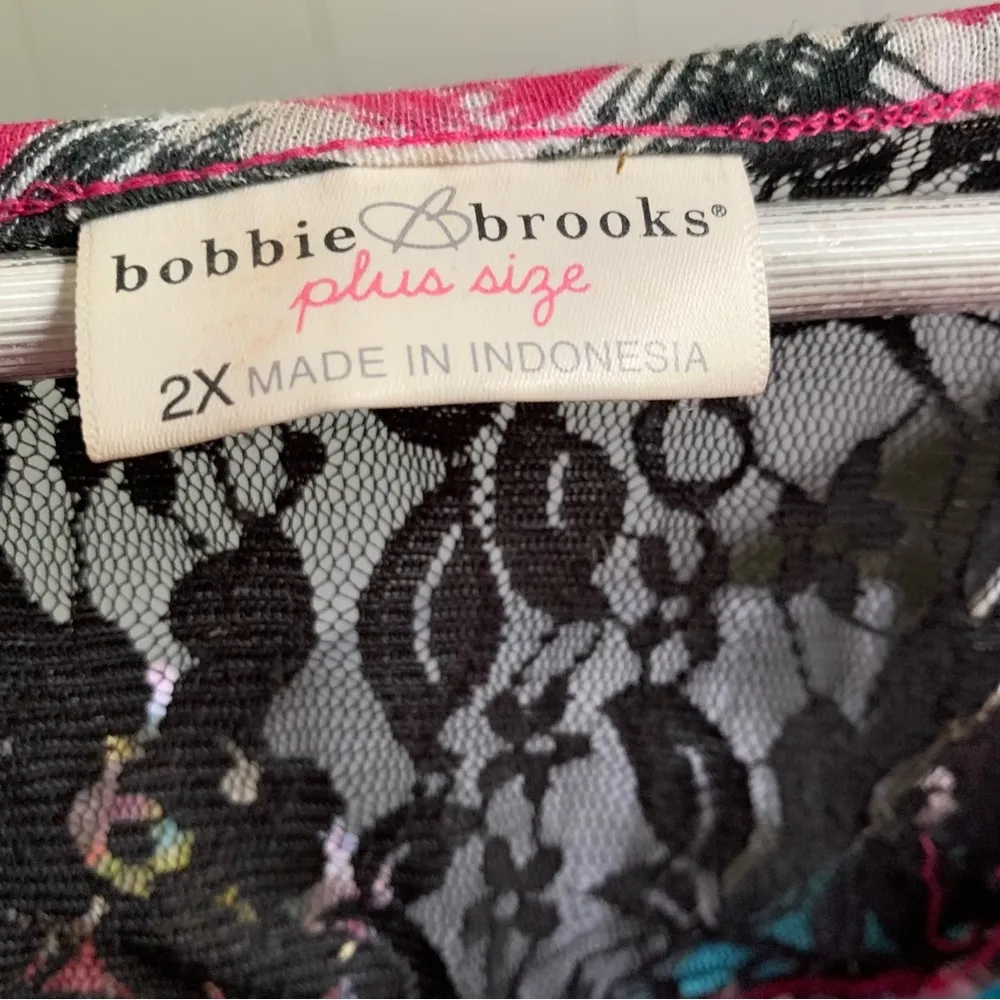 bobbie B brooks®
plus size
2X MADE IN INDONESIA